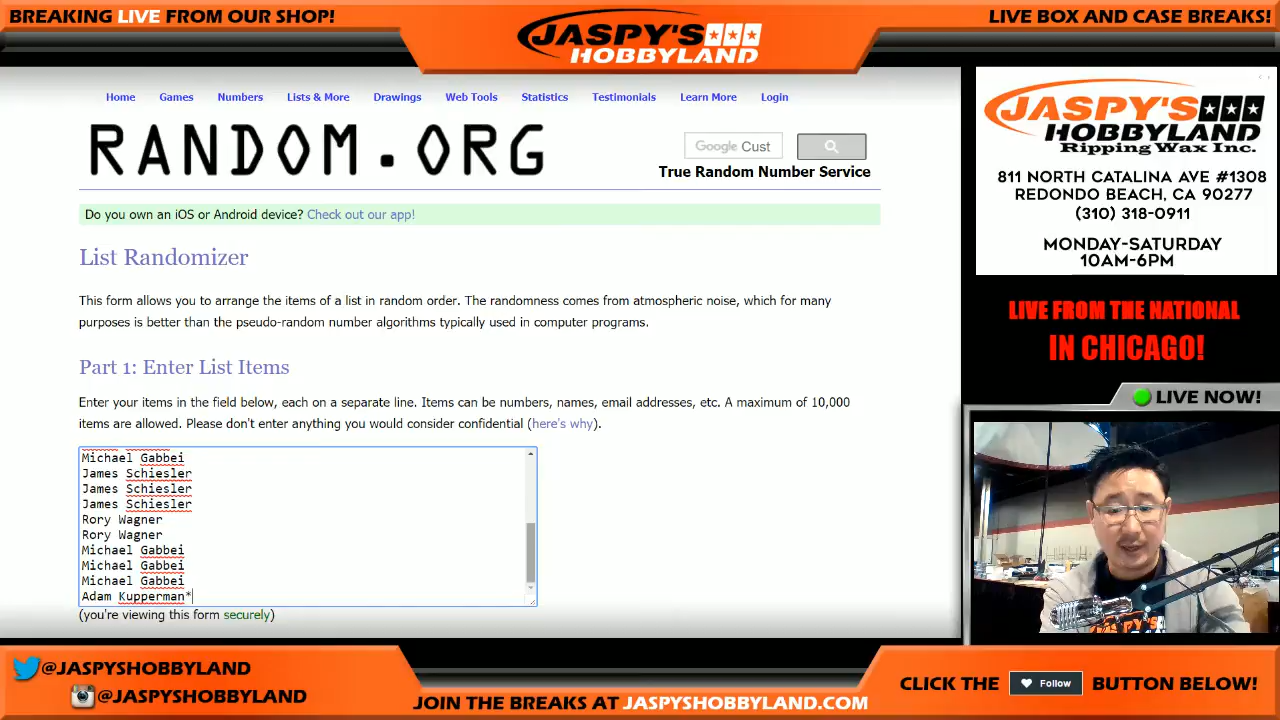 BREAKING LIVE FROM OUR SHOP!
JASPY'S
HOBBYLAND
LIVE BOX AND CASE BREAKS!
Home Games Numbers Lists & More Drawings Web Tools Statistics Testimonials Learn More Login
RANDOM.ORG
Google Cust
True Random Number Service
Do you own an iOS or Android device? Check out our app!
List Randomizer
This form allows you to arrange the items of a list in random order. The randomness comes from atmospheric noise, which for many
purposes is better than the pseudo-random number algorithms typically used in computer programs.
Part 1: Enter List Items
Enter your items in the field below, each on a separate line. Items can be numbers, names, email addresses, etc. A maximum of 10,000
items are allowed. Please don't enter anything you would consider confidential (here's why).
Michael Gabbei
James Schiesler
James Schiesler
James Schiesler
Rory Wagner
Rory Wagner
Michael Gabbei
Michael Gabbei
Michael Gabbei
Adam Kupperman*
(you're viewing this form securely)
JASPY'S
HOBBYLAND
Ripping Wax Inc.
811 NORTH CATALINA AVE #1308
REDONDO BEACH, CA 90277
(310) 318-0911
MONDAY-SATURDAY
10AM-6PM
LIVE FROM THE NATIONAL
IN CHICAGO!
LIVE NOW!
JASPY'S
@JASPYSHOBBYLAND
@JASPYSHOBBYLAND
JOIN THE BREAKS AT JASPYSHOBBYLAND.COM
CLICK THE Follow BUTTON BELOW!